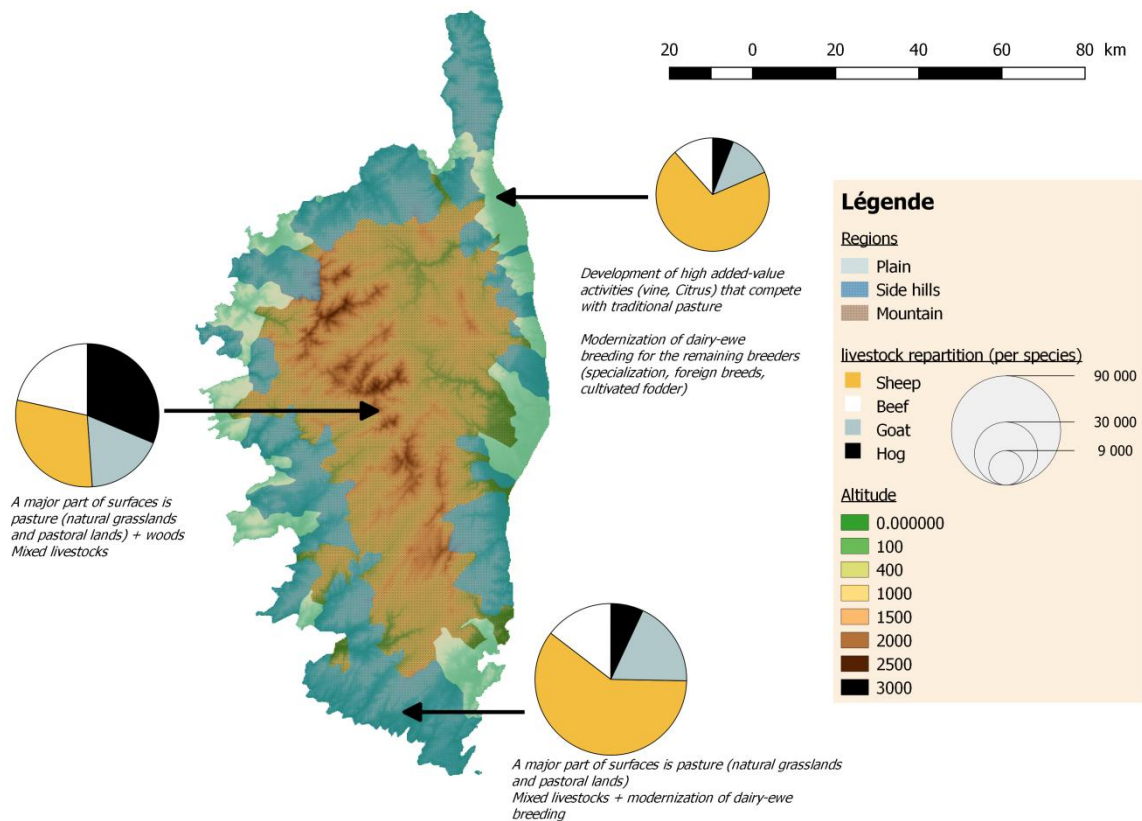 20 0 20 40 60 80 km
Development of high added-value
activities (vine, Citrus) that compete
with traditional pasture
Modernization of dairy-ewe
breeding for the remaining breeders
(specialization, foreign breeds,
cultivated fodder)
A major part of surfaces is
pasture (natural grasslands
and pastoral lands) + woods
Mixed livestocks
A major part of surfaces is pasture (natural grasslands
and pastoral lands)
Mixed livestocks + modernization of dairy-ewe
breeding
Légende
Regions
Plain
Side hills
Mountain
livestock repartition (per species)
Sheep
Beef
Goat
Hog
90 000
30 000
9 000
Altitude
0.000000
100
400
1000
1500
2000
2500
3000